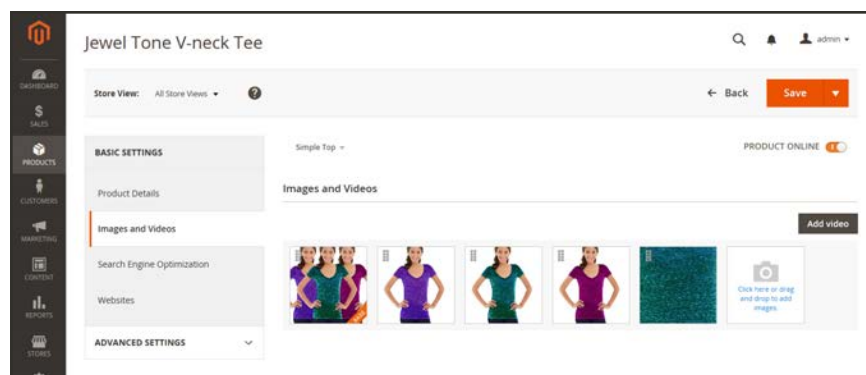 Jewel Tone V-neck Tee
admin
DASHBOARD
SALES
PRODUCTS
CUSTOMERS
MARKETING
CONTENT
REPORTS
STORES
Store View: All Store Views
?
← Back
Save
BASIC SETTINGS
Product Details
Images and Videos
Search Engine Optimization
Websites
ADVANCED SETTINGS
Simple Top
PRODUCT ONLINE
Images and Videos
Add video
Click here or drag
and drop to add
images.